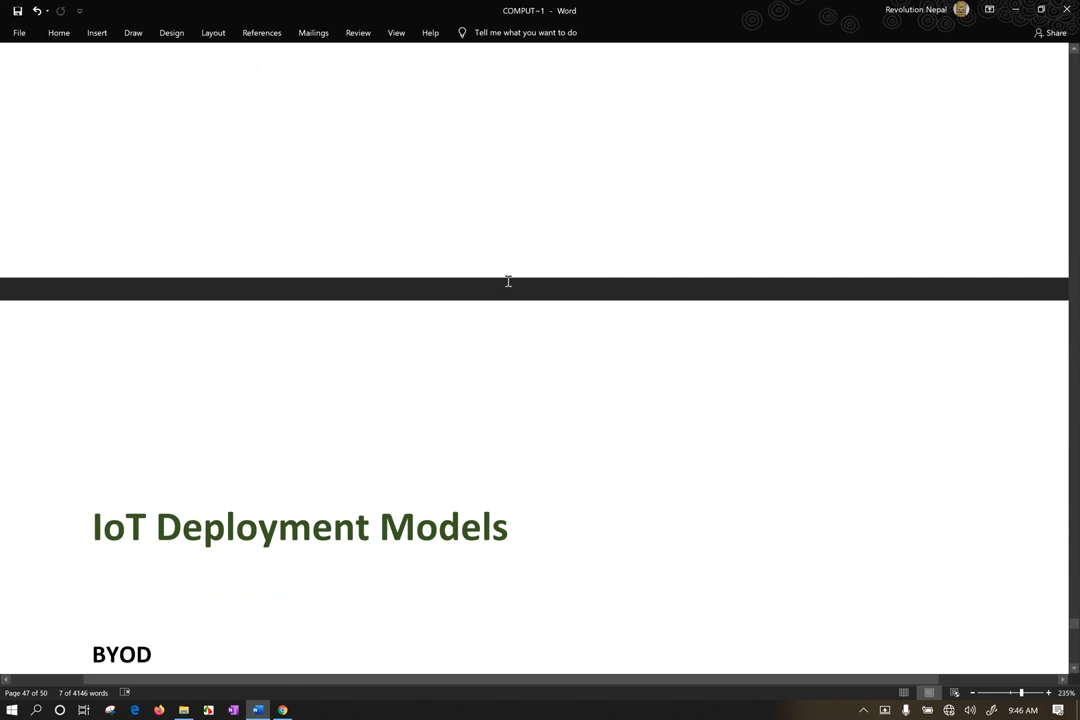 COMPUT~1 - Word
Revolution Nepal
File Home Insert Draw Design Layout References Mailings Review View Help Tell me what you want to do Share
IoT Deployment Models
BYOD
Page 47 of 50 7 of 4146 words 235%
9:46 AM